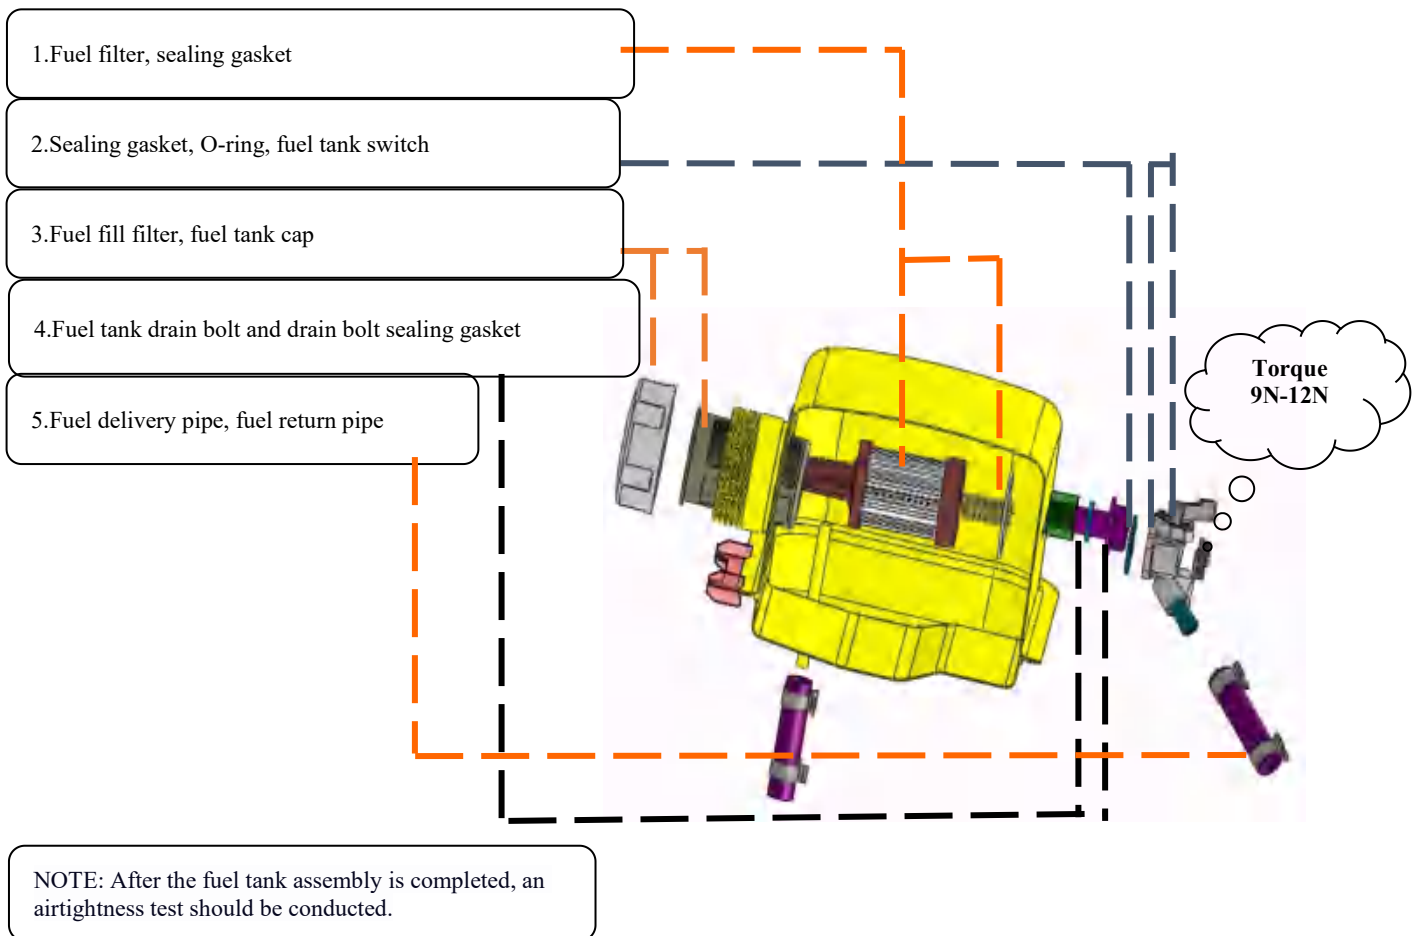 1.Fuel filter, sealing gasket
2.Sealing gasket, O-ring, fuel tank switch
3.Fuel fill filter, fuel tank cap
4.Fuel tank drain bolt and drain bolt sealing gasket
5.Fuel delivery pipe, fuel return pipe
Torque
9N-12N
NOTE: After the fuel tank assembly is completed, an
airtightness test should be conducted.